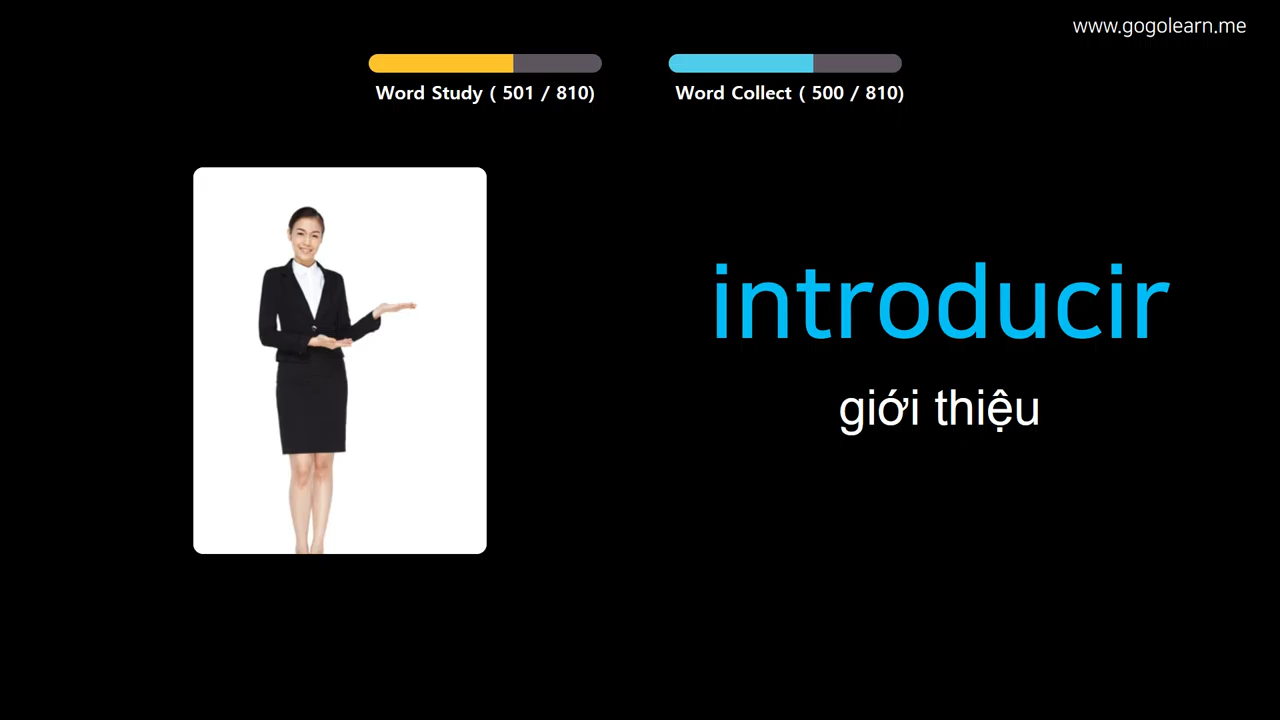 www.gogolearn.me
Word Study ( 501 / 810)
Word Collect ( 500 / 810)
introducir
giới thiệu